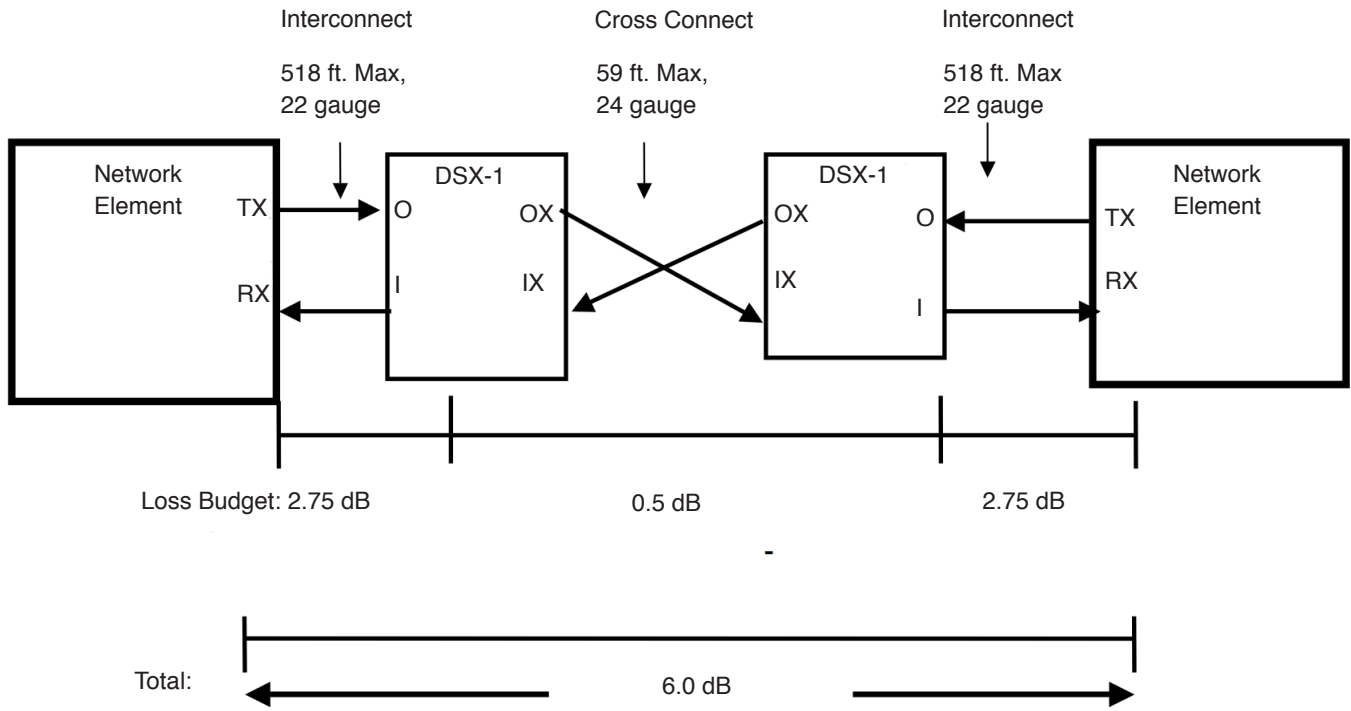 Interconnect
518 ft. Max,
22 gauge
Cross Connect
59 ft. Max,
24 gauge
Interconnect
518 ft. Max
22 gauge
Network
Element
TX
RX
DSX-1
O
I
OX
IX
DSX-1
OX
IX
O
I
Network
Element
TX
RX
Loss Budget: 2.75 dB
0.5 dB
2.75 dB
-
Total:
6.0 dB